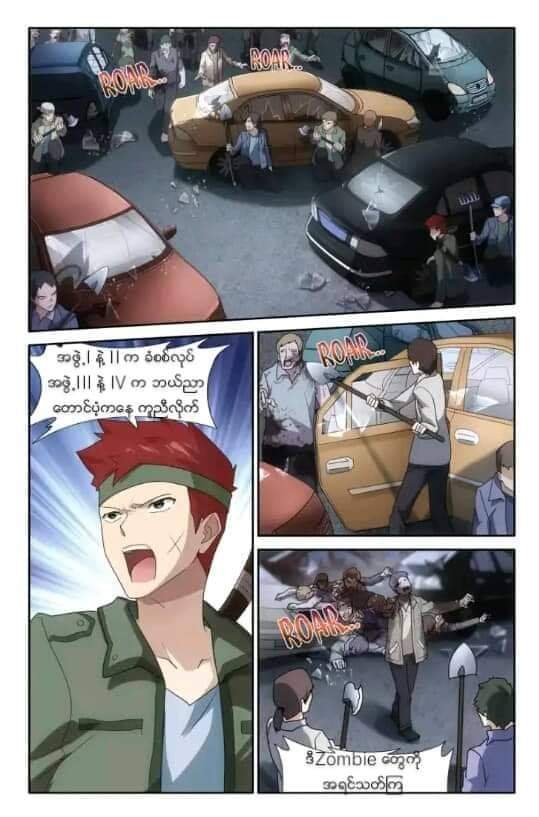 ROAR...
ROAR...
အဖွဲ့ I နဲ့ II က ခံစစ်လုပ်
အဖွဲ့ III နဲ့ IV က ဘယ်ညာ
တောင်ပံ့ကနေ ကူညီလိုက်
ROAR...
ROAR...
ဒီZombie တွေကို
အရင်သတ်ကြ